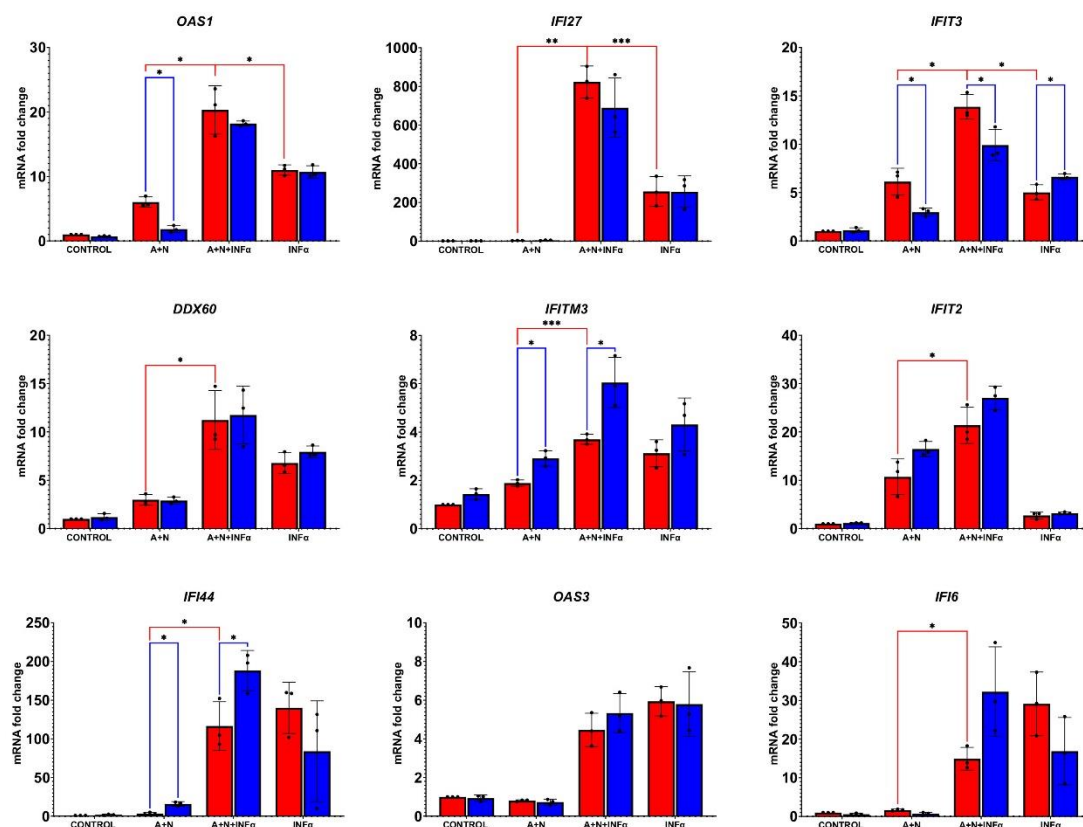 OAS1
IFI27
IFIT3
mRNA fold change
30
20
10
0
*
*
*
CONTROL A+N A+N+INFα INFα
mRNA fold change
1000
800
600
400
200
0
**
***
CONTROL A+N A+N+INFα INFα
mRNA fold change
20
15
10
5
0
*
*
*
*
*
CONTROL A+N A+N+INFα INFα
DDX60
IFITM3
IFIT2
mRNA fold change
20
15
10
5
0
*
CONTROL A+N A+N+INFα INFα
mRNA fold change
8
6
4
2
0
***
*
*
CONTROL A+N A+N+INFα INFα
mRNA fold change
40
30
20
10
0
*
CONTROL A+N A+N+INFα INFα
IFI44
OAS3
IFI6
mRNA fold change
250
200
150
100
50
0
*
*
*
CONTROL A+N A+N+INFα INFα
mRNA fold change
10
8
6
4
2
0
CONTROL A+N A+N+INFα INFα
mRNA fold change
50
40
30
20
10
0
*
CONTROL A+N A+N+INFα INFα